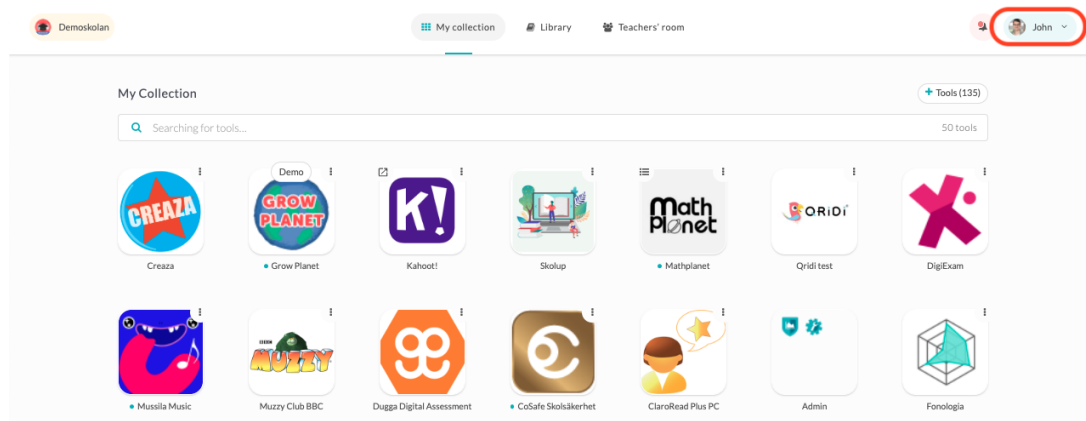 Demoskolan
My collection
Library
Teachers' room
John
My Collection
+ Tools (135)
Searching for tools...
50 tools
CREAZA
Demo
GROW
PLANET
K!
Math
Planet
QRIDI
Creaza
Grow Planet
Kahoot!
Skolup
Mathplanet
Qridi test
DigiExam
BBC
MUZZY
Mussila Music
Muzzy Club BBC
Dugga Digital Assessment
CoSafe Skolsäkerhet
ClaroRead Plus PC
Admin
Fonologia